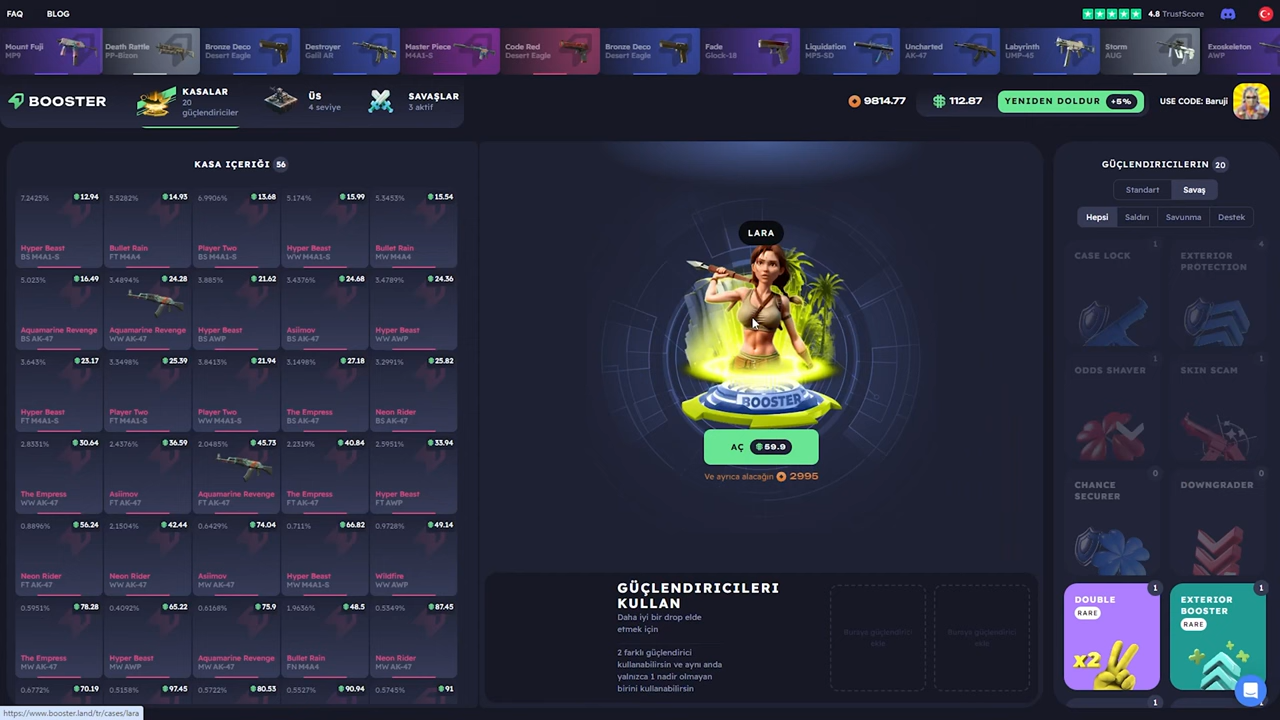 FAQ
BLOG
4.8 TrustScore
Mount Fuji
MP9
Death Rattle
PP-Bizon
Bronze Deco
Desert Eagle
Destroyer
Galil AR
Master Piece
M4A1-S
Code Red
Desert Eagle
Bronze Deco
Desert Eagle
Fade
Glock-18
Liquidation
MP5-SD
Uncharted
AK-47
Labyrinth
UMP-45
Storm
AUG
Exoskeleton
AWP
BOOSTER
KASALAR
20
güçlendiriciler
ÜS
4 seviye
SAVAŞLAR
3 aktif
9814.77
112.87
YENİDEN DOLDUR +5%
USE CODE: Baruji
KASA İÇERİĞİ 56
7.2425% 12.94
Hyper Beast
BS M4A1-S
5.5282% 14.93
Bullet Rain
FT M4A4
6.9906% 13.68
Player Two
BS M4A1-S
5.174% 15.99
Hyper Beast
WW M4A1-S
5.3453% 15.54
Bullet Rain
MW M4A4
5.023% 16.49
Aquamarine Revenge
BS AK-47
3.4894% 24.28
Aquamarine Revenge
WW AK-47
3.885% 21.62
Hyper Beast
BS AWP
3.4376% 24.68
Asiimov
BS AK-47
3.4789% 24.36
Hyper Beast
WW AWP
3.643% 23.17
Hyper Beast
FT M4A1-S
3.3498% 25.39
Player Two
FT M4A1-S
3.8413% 21.94
Player Two
WW M4A1-S
3.1498% 27.18
The Empress
BS AK-47
3.2991% 25.82
Neon Rider
BS AK-47
2.8331% 30.64
The Empress
WW AK-47
2.4376% 36.59
Asiimov
FT AK-47
2.0485% 45.73
Aquamarine Revenge
FT AK-47
2.2319% 40.84
The Empress
FT AK-47
2.5951% 33.94
Hyper Beast
FT AWP
0.8896% 56.24
Neon Rider
FT AK-47
2.1504% 42.44
Neon Rider
WW AK-47
0.6429% 74.04
Asiimov
MW AK-47
0.711% 66.82
Hyper Beast
MW M4A1-S
0.9728% 49.14
Wildfire
WW AWP
0.5951% 78.28
The Empress
MW AK-47
0.4092% 65.22
Hyper Beast
MW AWP
0.6168% 75.9
Aquamarine Revenge
MW AK-47
1.9636% 48.5
Bullet Rain
FN M4A4
0.5349% 87.45
Neon Rider
MW AK-47
0.6772% 70.19
0.5158% 97.45
0.5722% 80.53
0.5527% 90.94
0.5745% 91
LARA
BOOSTER
AÇ 59.9
Ve ayrıca alacağın 2995
GÜÇLENDIRICILERI
KULLAN
Daha iyi bir drop elde
etmek için
2 farklı güçlendirici
kullanabilirsin ve aynı anda
yalnızca 1 nadir olmayan
birini kullanabilirsin
Buraya güçlendirici
ekle
Buraya güçlendirici
ekle
GÜÇLENDİRİCİLERİN 20
Standart
Savaş
Hepsi
Saldırı
Savunma
Destek
1
CASE LOCK
4
EXTERIOR
PROTECTION
1
ODDS SHAVER
1
SKIN SCAM
0
CHANCE
SECURER
0
DOWNGRADER
1
DOUBLE
RARE
x2
1
EXTERIOR
BOOSTER
RARE
1
1
https://www.booster.land/tr/cases/lara